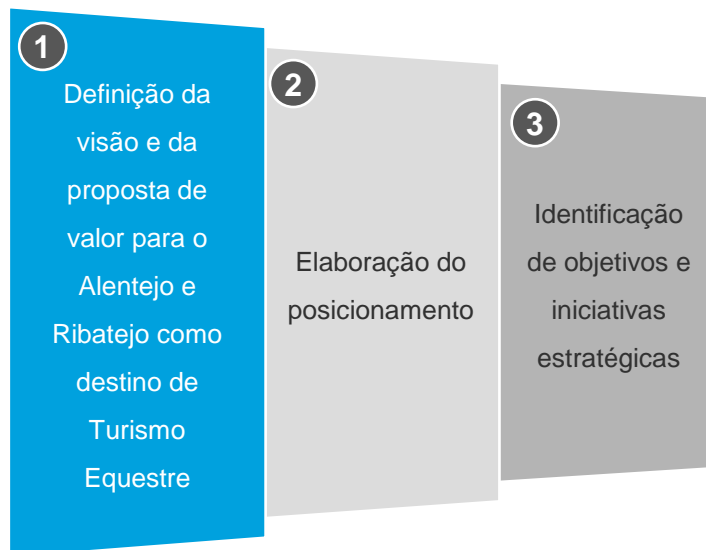 1
Definição da
visão e da
proposta de
valor para o
Alentejo e
Ribatejo como
destino de
Turismo
Equestre
2
Elaboração do
posicionamento
3
Identificação
de objetivos e
iniciativas
estratégicas